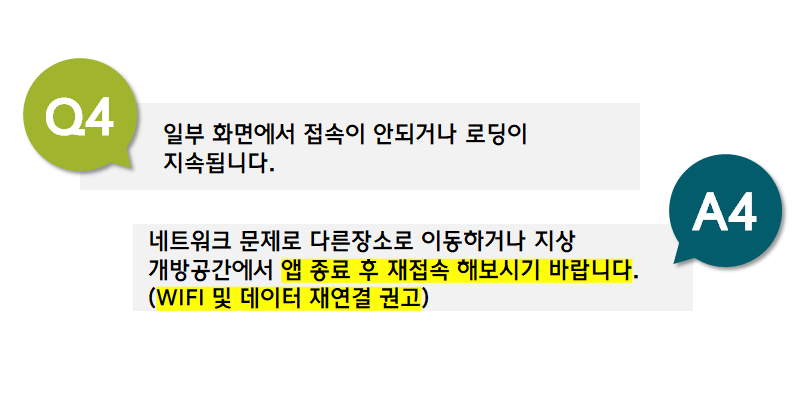 Q4
일부 화면에서 접속이 안되거나 로딩이
지속됩니다.
A4
네트워크 문제로 다른장소로 이동하거나 지상
개방공간에서 앱 종료 후 재접속 해보시기 바랍니다.
(WIFI 및 데이터 재연결 권고)